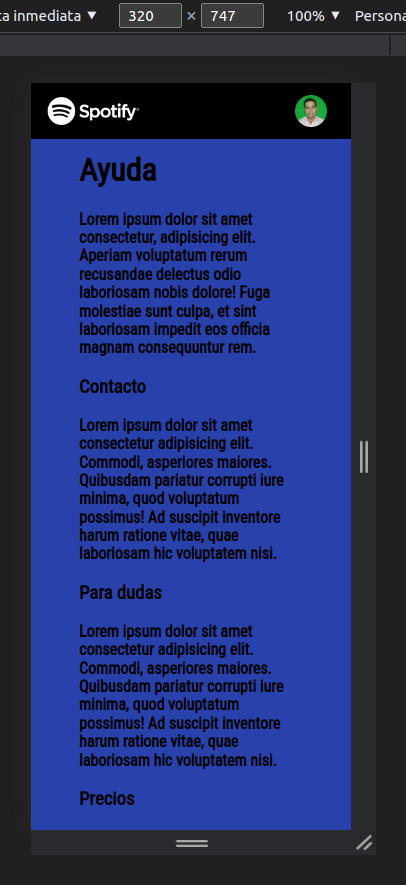 ta inmediata ▼ 320 × 747 100% ▼ Persona
Spotify®
Ayuda
Lorem ipsum dolor sit amet
consectetur, adipisicing elit.
Aperiam voluptatum rerum
recusandae delectus odio
laboriosam nobis dolore! Fuga
molestiae sunt culpa, et sint
laboriosam impedit eos officia
magnam consequuntur rem.
Contacto
Lorem ipsum dolor sit amet
consectetur adipisicing elit.
Commodi, asperiores maiores.
Quibusdam pariatur corrupti iure
minima, quod voluptatum
possimus! Ad suscipit inventore
harum ratione vitae, quae
laboriosam hic voluptatem nisi.
Para dudas
Lorem ipsum dolor sit amet
consectetur adipisicing elit.
Commodi, asperiores maiores.
Quibusdam pariatur corrupti iure
minima, quod voluptatum
possimus! Ad suscipit inventore
harum ratione vitae, quae
laboriosam hic voluptatem nisi.
Precios